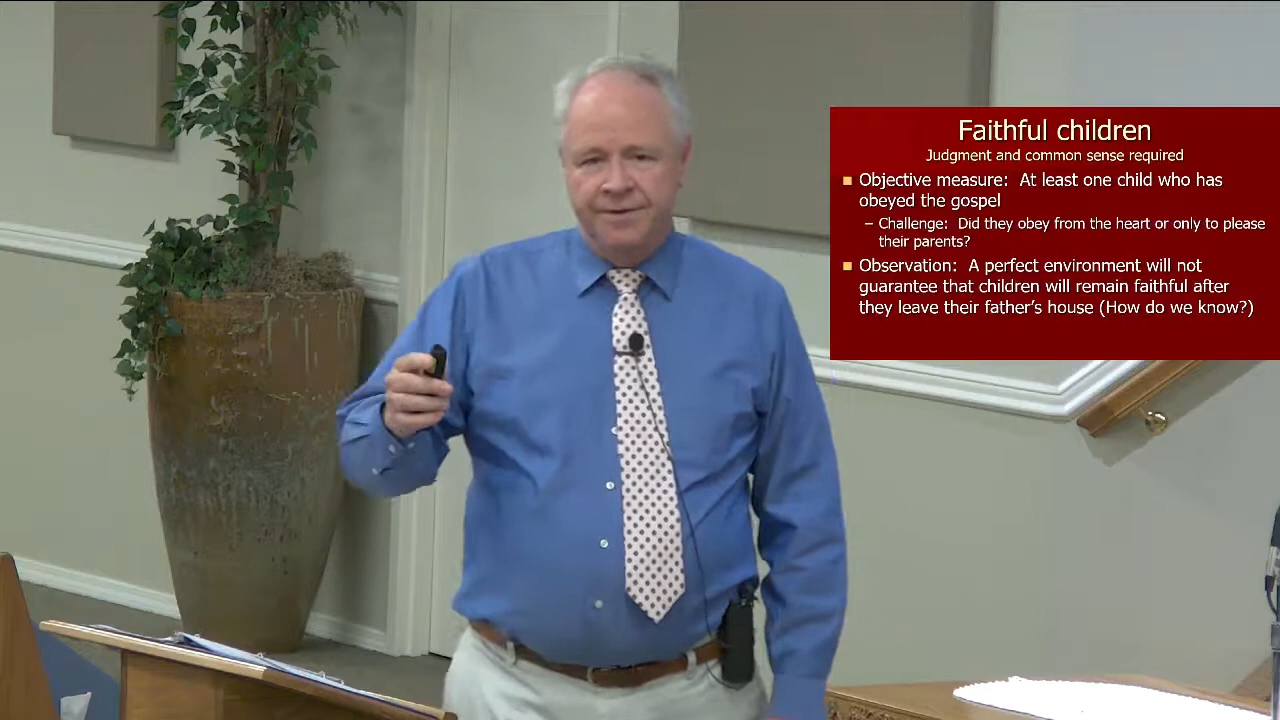 Faithful children
Judgment and common sense required
Objective measure: At least one child who has
obeyed the gospel
– Challenge: Did they obey from the heart or only to please
their parents?
Observation: A perfect environment will not
guarantee that children will remain faithful after
they leave their father's house (How do we know?)